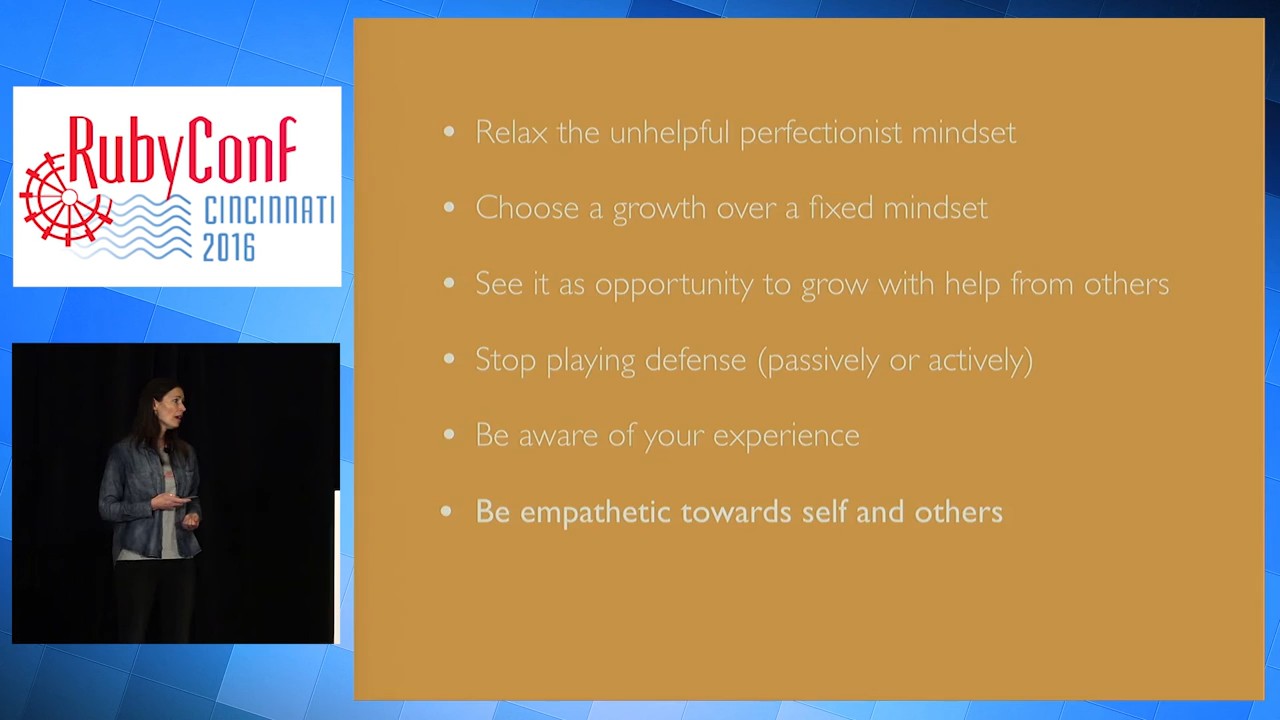 RubyConf
CINCINNATI
2016
• Relax the unhelpful perfectionist mindset
• Choose a growth over a fixed mindset
• See it as opportunity to grow with help from others
• Stop playing defense (passively or actively)
• Be aware of your experience
• Be empathetic towards self and others